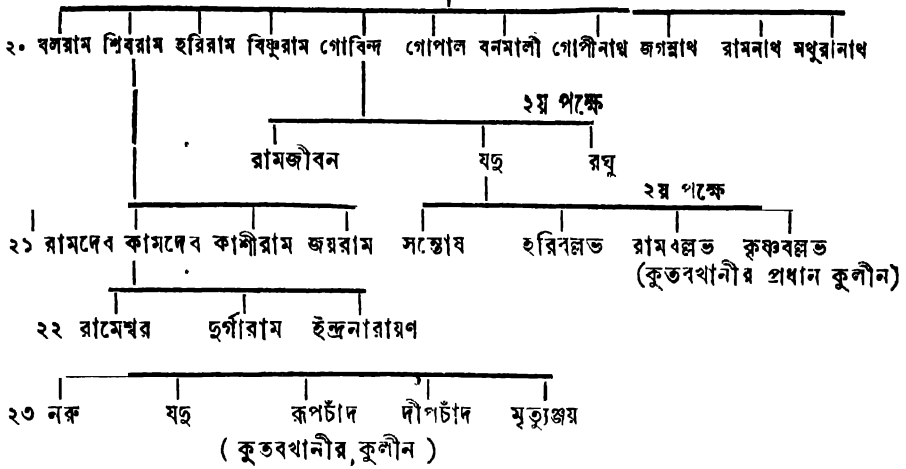 ২০ বলরাম শিবরাম হরিরাম বিষ্ণুরাম গোবিন্দ গোপাল বনমালী গোপীনাথ জগন্নাথ রামনাথ মথুরানাথ
২য় পক্ষে
রামজীবন যদু রঘু
২য় পক্ষে
২১ রামদেব কামদেব কাশীরাম জয়রাম সন্তোষ হরিবল্লভ রামবল্লভ কৃষ্ণবল্লভ
(কুতবখানীর প্রধান কুলীন)
২২ রামেশ্বর দুর্গারাম ইন্দ্রনারায়ণ
২৩ নরু যদু রূপচাঁদ দীপচাঁদ মৃত্যুঞ্জয়
( কুতবখানীর কুলীন )